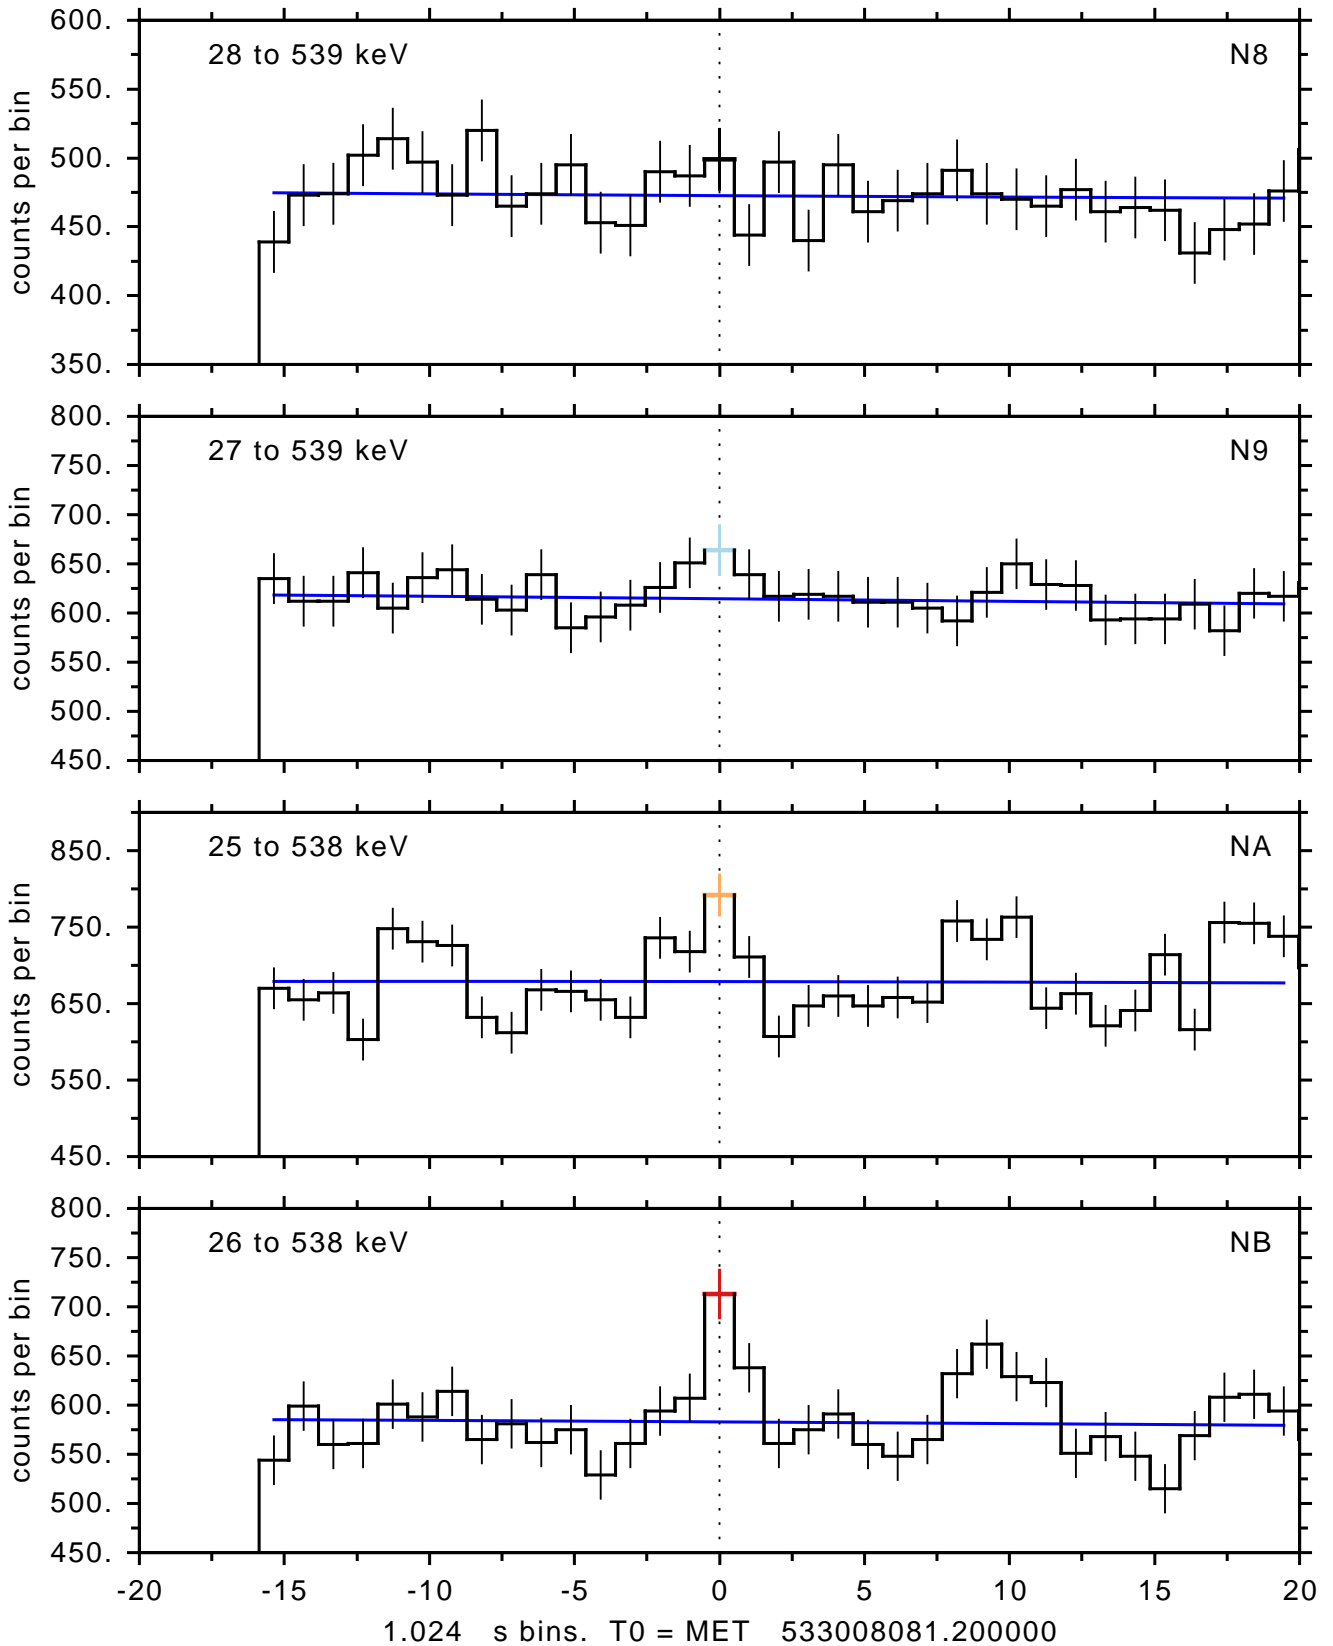 600.
28 to 539 keV N8
550.
500.
450.
400.
350.
counts per bin
800.
27 to 539 keV N9
750.
700.
650.
600.
550.
500.
450.
counts per bin
25 to 538 keV NA
850.
750.
650.
550.
450.
counts per bin
800.
26 to 538 keV NB
750.
700.
650.
600.
550.
500.
450.
counts per bin
-20 -15 -10 -5 0 5 10 15 20
1.024 s bins. T0 = MET 533008081.200000